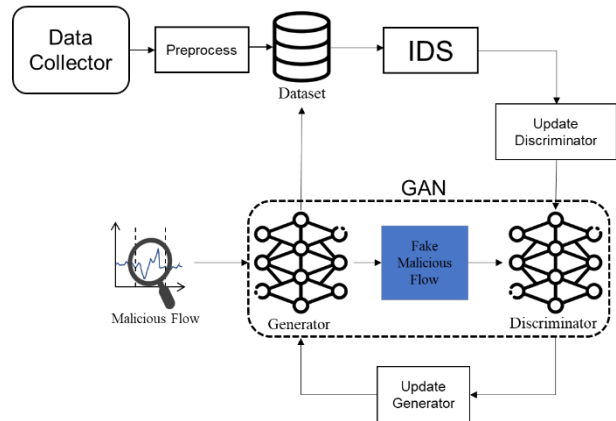 Data
Collector
Preprocess
Dataset
IDS
Update
Discriminator
GAN
Malicious Flow
Generator
Fake
Malicious
Flow
Discriminator
Update
Generator